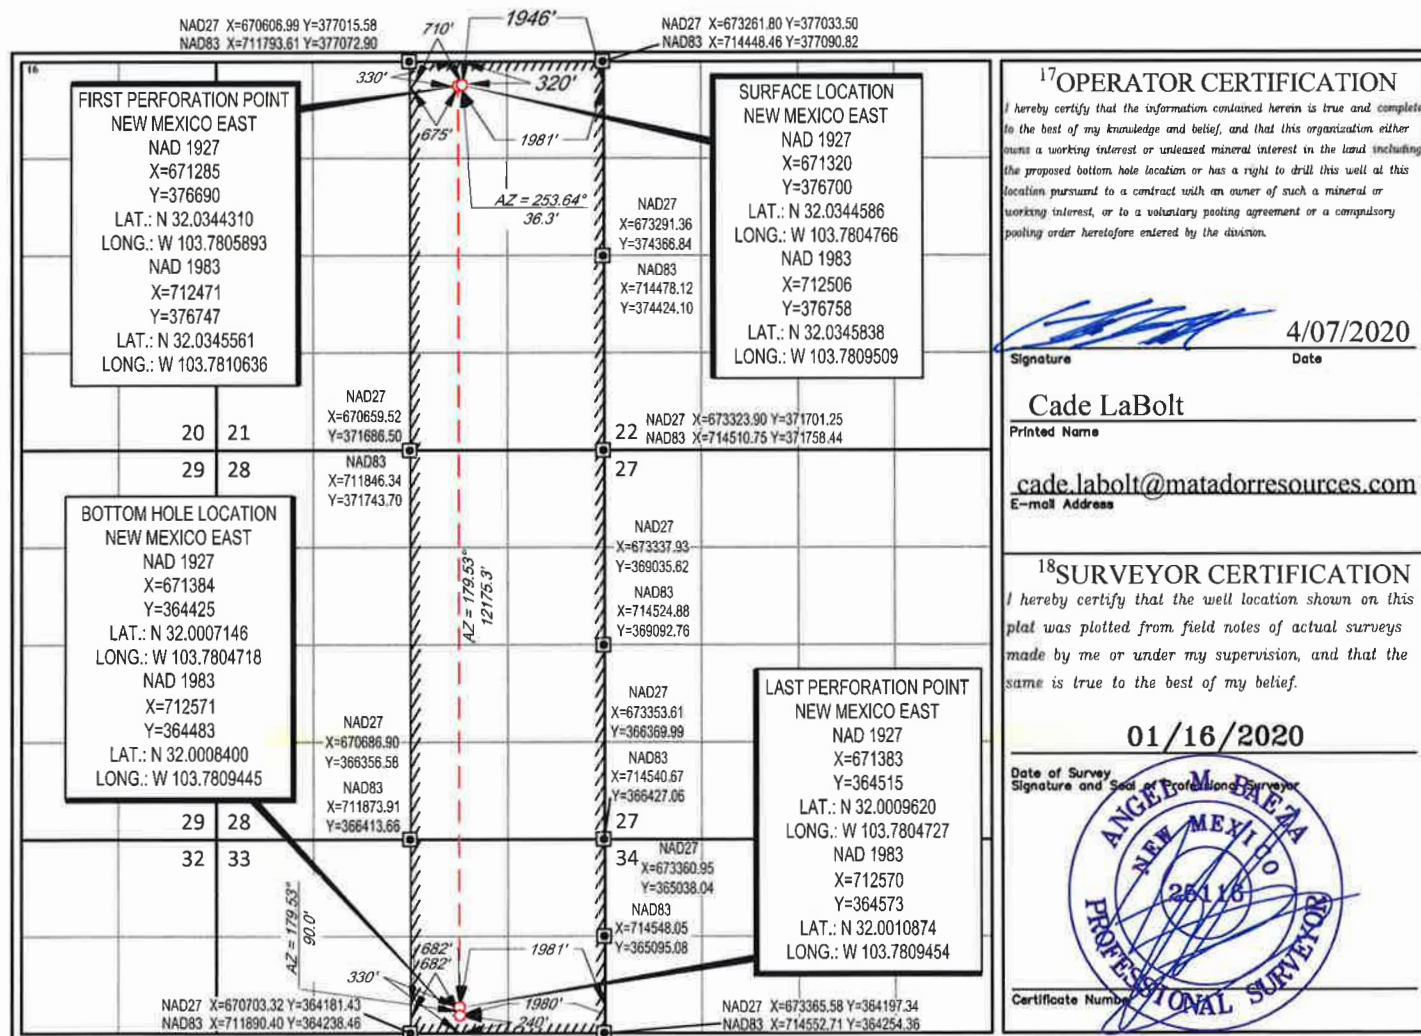 NAD27 X=670606.99 Y=377015.58
NAD83 X=711793.61 Y=377072.90
710'
1946'
NAD27 X=673261.80 Y=377033.50
NAD83 X=714448.46 Y=377090.82
16
330'
320'
675'
1981'
AZ = 253.64°
36.3'
FIRST PERFORATION POINT
NEW MEXICO EAST
NAD 1927
X=671285
Y=376690
LAT.: N 32.0344310
LONG.: W 103.7805893
NAD 1983
X=712471
Y=376747
LAT.: N 32.0345561
LONG.: W 103.7810636
SURFACE LOCATION
NEW MEXICO EAST
NAD 1927
X=671320
Y=376700
LAT.: N 32.0344586
LONG.: W 103.7804766
NAD 1983
X=712506
Y=376758
LAT.: N 32.0345838
LONG.: W 103.7809509
NAD27
X=673291.36
Y=374366.84
NAD83
X=714478.12
Y=374424.10
NAD27
X=670659.52
Y=371686.50
NAD83
X=711846.34
Y=371743.70
20 21
29 28
22
27
NAD27 X=673323.90 Y=371701.25
NAD83 X=714510.75 Y=371758.44
BOTTOM HOLE LOCATION
NEW MEXICO EAST
NAD 1927
X=671384
Y=364425
LAT.: N 32.0007146
LONG.: W 103.7804718
NAD 1983
X=712571
Y=364483
LAT.: N 32.0008400
LONG.: W 103.7809445
AZ = 179.53°
12175.3'
NAD27
X=673337.93
Y=369035.62
NAD83
X=714524.88
Y=369092.76
NAD27
X=670686.90
Y=366356.58
NAD83
X=711873.91
Y=366413.66
NAD27
X=673353.61
Y=366369.99
NAD83
X=714540.67
Y=366427.06
29 28
32 33
27
34
NAD27
X=673360.95
Y=365038.04
NAD83
X=714548.05
Y=365095.08
LAST PERFORATION POINT
NEW MEXICO EAST
NAD 1927
X=671383
Y=364515
LAT.: N 32.0009620
LONG.: W 103.7804727
NAD 1983
X=712570
Y=364573
LAT.: N 32.0010874
LONG.: W 103.7809454
AZ = 179.53°
90.0'
682'
682'
1981'
330'
1980'
240'
NAD27 X=670703.32 Y=364181.43
NAD83 X=711890.40 Y=364238.46
NAD27 X=673365.58 Y=364197.34
NAD83 X=714552.71 Y=364254.36
17 OPERATOR CERTIFICATION
I hereby certify that the information contained herein is true and complete
to the best of my knowledge and belief, and that this organization either
owns a working interest or unleased mineral interest in the land including
the proposed bottom hole location or has a right to drill this well at this
location pursuant to a contract with an owner of such a mineral or
working interest, or to a voluntary pooling agreement or a compulsory
pooling order heretofore entered by the division.
4/07/2020
Signature Date
Cade LaBolt
Printed Name
cade.labolt@matadorresources.com
E-mail Address
18 SURVEYOR CERTIFICATION
I hereby certify that the well location shown on this
plat was plotted from field notes of actual surveys
made by me or under my supervision, and that the
same is true to the best of my belief.
01/16/2020
Date of Survey
Signature and Seal of Professional Surveyor
ANGEL M. BAEZA
NEW MEXICO
25116
PROFESSIONAL SURVEYOR
Certificate Number